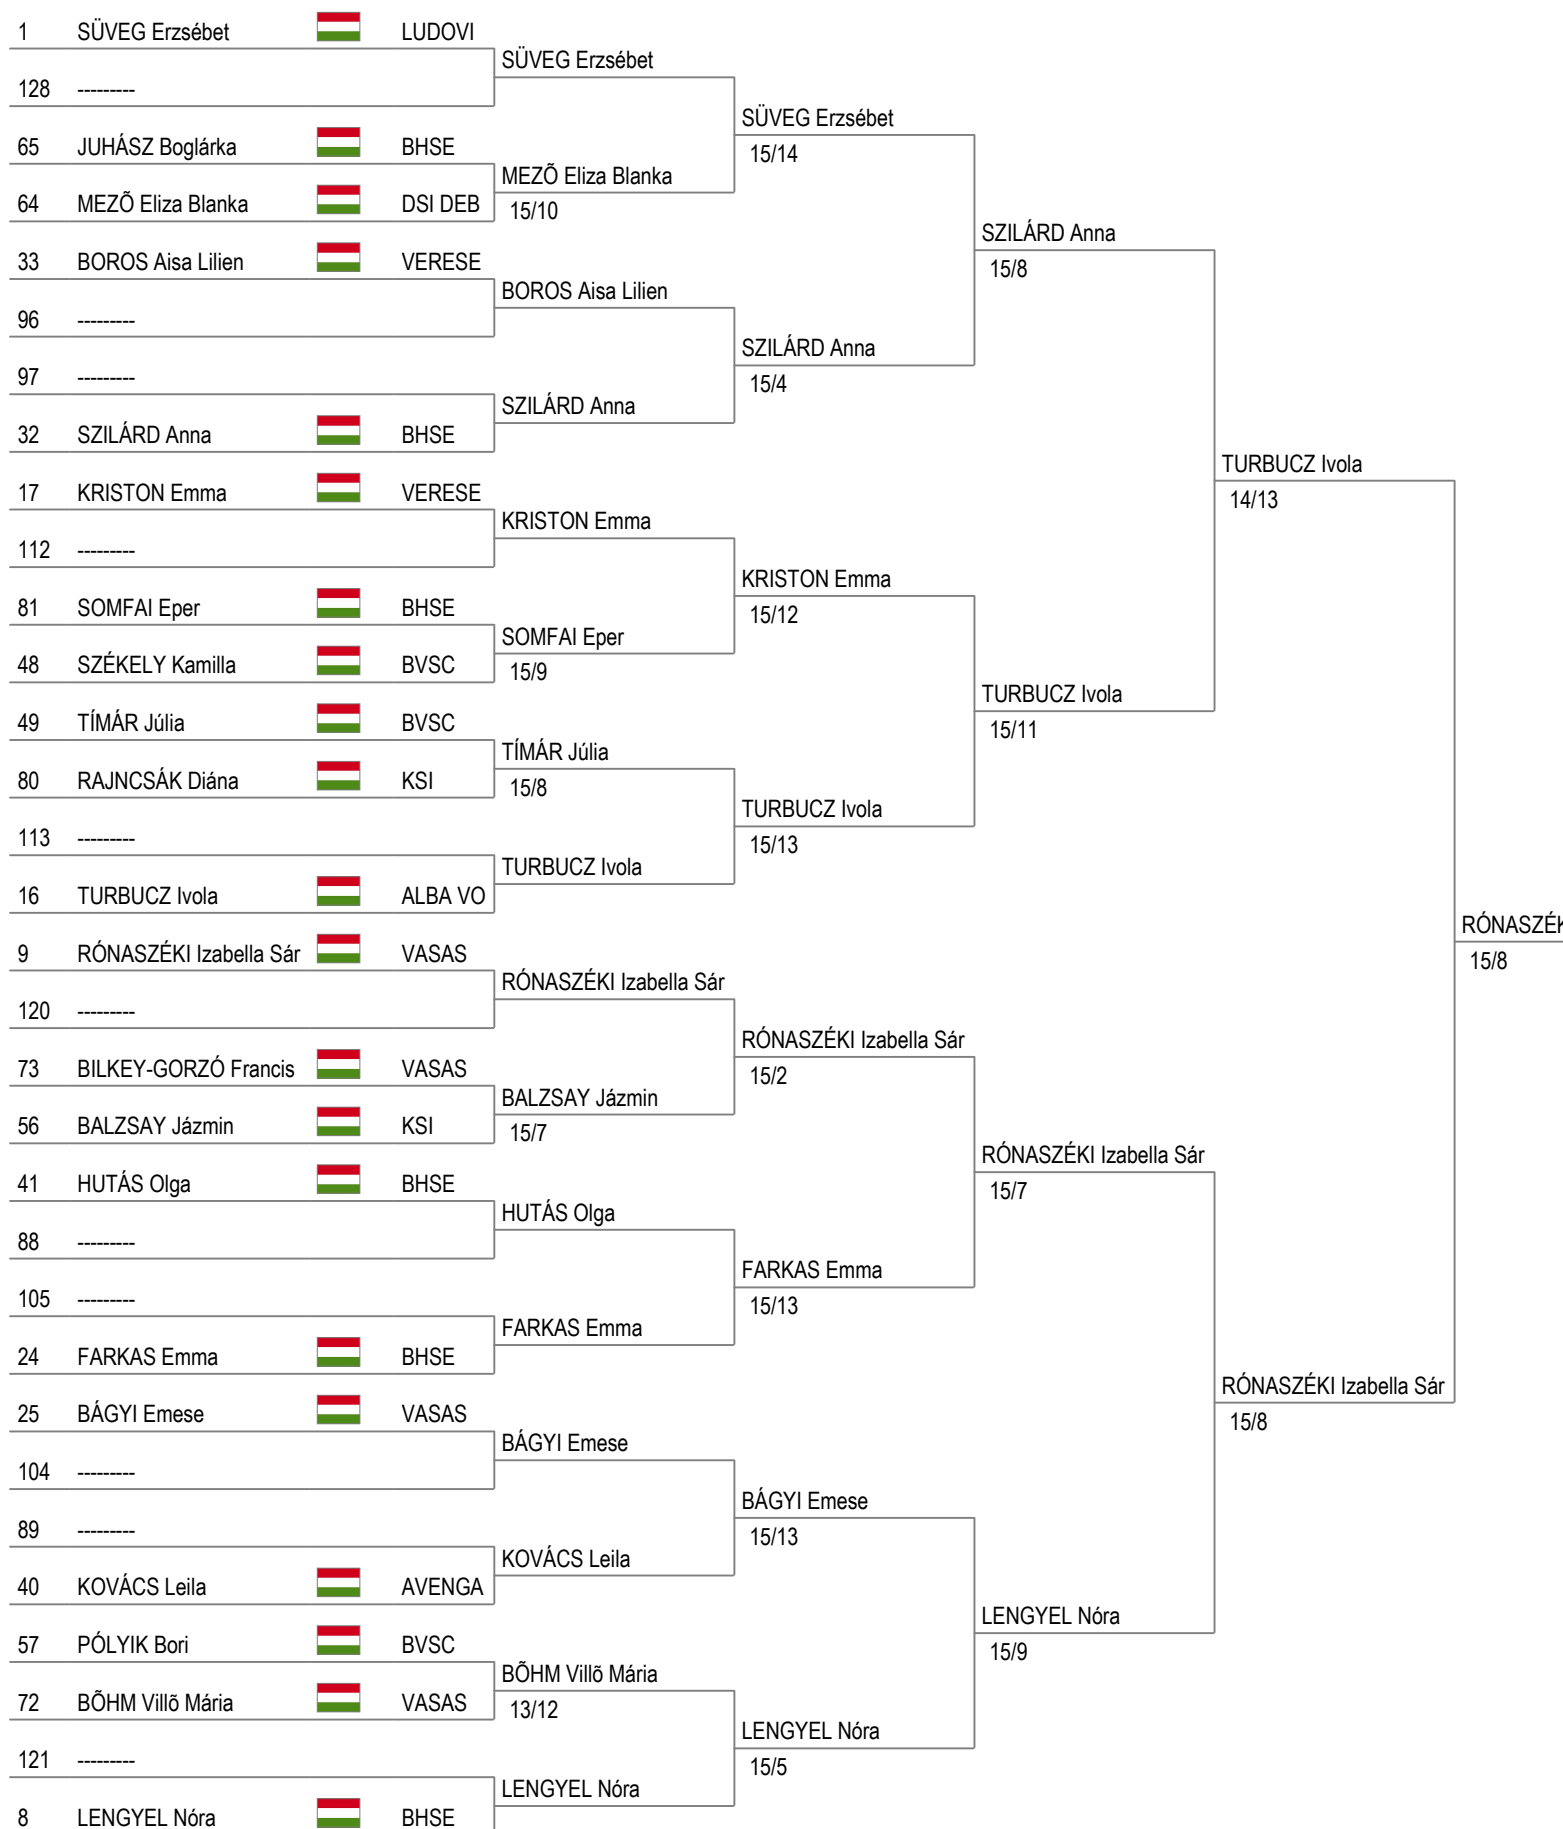 1 SÜVEG Erzsébet LUDOVI
SÜVEG Erzsébet
128 ---------
SÜVEG Erzsébet
15/14
65 JUHÁSZ Boglárka BHSE
MEZÕ Eliza Blanka
15/10
64 MEZÕ Eliza Blanka DSI DEB
SZILÁRD Anna
15/8
33 BOROS Aisa Lilien VERESE
BOROS Aisa Lilien
96 ---------
SZILÁRD Anna
15/4
97 ---------
SZILÁRD Anna
32 SZILÁRD Anna BHSE
TURBUCZ Ivola
14/13
17 KRISTON Emma VERESE
KRISTON Emma
112 ---------
KRISTON Emma
15/12
81 SOMFAI Eper BHSE
SOMFAI Eper
15/9
48 SZÉKELY Kamilla BVSC
TURBUCZ Ivola
15/11
49 TÍMÁR Júlia BVSC
TÍMÁR Júlia
15/8
80 RAJNCSÁK Diána KSI
TURBUCZ Ivola
15/13
113 ---------
TURBUCZ Ivola
16 TURBUCZ Ivola ALBA VO
RÓNASZÉK
15/8
9 RÓNASZÉKI Izabella Sár VASAS
RÓNASZÉKI Izabella Sár
120 ---------
RÓNASZÉKI Izabella Sár
15/2
73 BILKEY-GORZÓ Francis VASAS
BALZSAY Jázmin
15/7
56 BALZSAY Jázmin KSI
RÓNASZÉKI Izabella Sár
15/7
41 HUTÁS Olga BHSE
HUTÁS Olga
88 ---------
FARKAS Emma
15/13
105 ---------
FARKAS Emma
24 FARKAS Emma BHSE
RÓNASZÉKI Izabella Sár
15/8
25 BÁGYI Emese VASAS
BÁGYI Emese
104 ---------
BÁGYI Emese
15/13
89 ---------
KOVÁCS Leila
40 KOVÁCS Leila AVENGA
LENGYEL Nóra
15/9
57 PÓLYIK Bori BVSC
BÕHM Villõ Mária
13/12
72 BÕHM Villõ Mária VASAS
LENGYEL Nóra
15/5
121 ---------
LENGYEL Nóra
8 LENGYEL Nóra BHSE